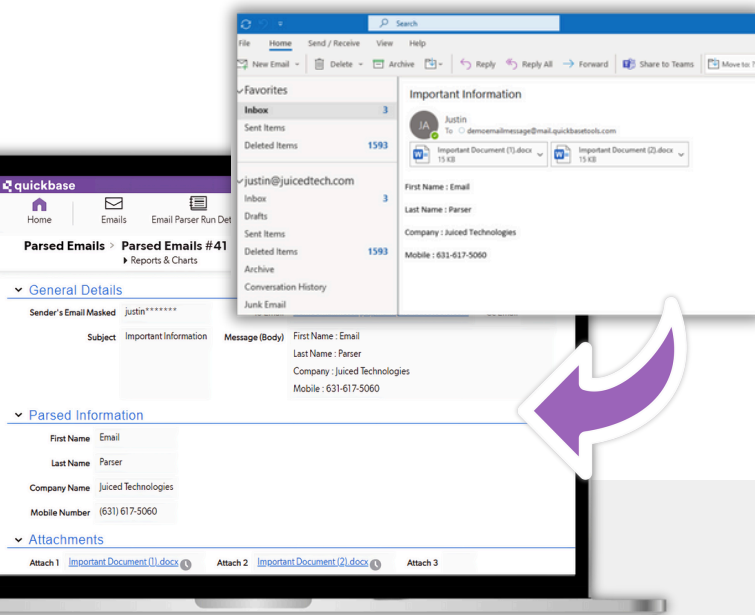 Search
File Home Send / Receive View Help
New Email Delete Archive Reply Reply All Forward Share to Teams Move to: ?
Favorites
Inbox 3
Sent Items
Deleted Items 1593
justin@juicedtech.com
Inbox 3
Drafts
Sent Items
Deleted Items 1593
Archive
Conversation History
Junk Email
Important Information
JA
Justin
To demoemailmessage@mail.quickbasetools.com
Important Document (1).docx
15 KB
Important Document (2).docx
15 KB
First Name : Email
Last Name : Parser
Company : Juiced Technologies
Mobile : 631-617-5060
quickbase
Home Emails Email Parser Run Det
Parsed Emails > Parsed Emails #41
Reports & Charts
General Details
Sender's Email Masked justin*******
Subject Important Information Message (Body) First Name : Email
Last Name : Parser
Company : Juiced Technologies
Mobile : 631-617-5060
Parsed Information
First Name Email
Last Name Parser
Company Name Juiced Technologies
Mobile Number (631) 617-5060
Attachments
Attach 1 Important Document (1).docx Attach 2 Important Document (2).docx Attach 3